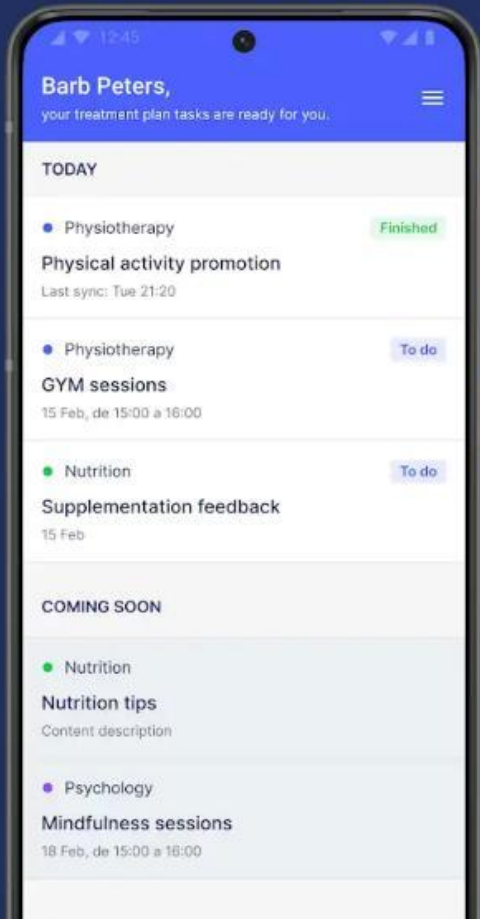 12:45
Barb Peters,
your treatment plan tasks are ready for you.
TODAY
Physiotherapy
Finished
Physical activity promotion
Last sync: Tue 21:20
Physiotherapy
To do
GYM sessions
15 Feb, de 15:00 a 16:00
Nutrition
To do
Supplementation feedback
15 Feb
COMING SOON
Nutrition
Nutrition tips
Content description
Psychology
Mindfulness sessions
18 Feb, de 15:00 a 16:00